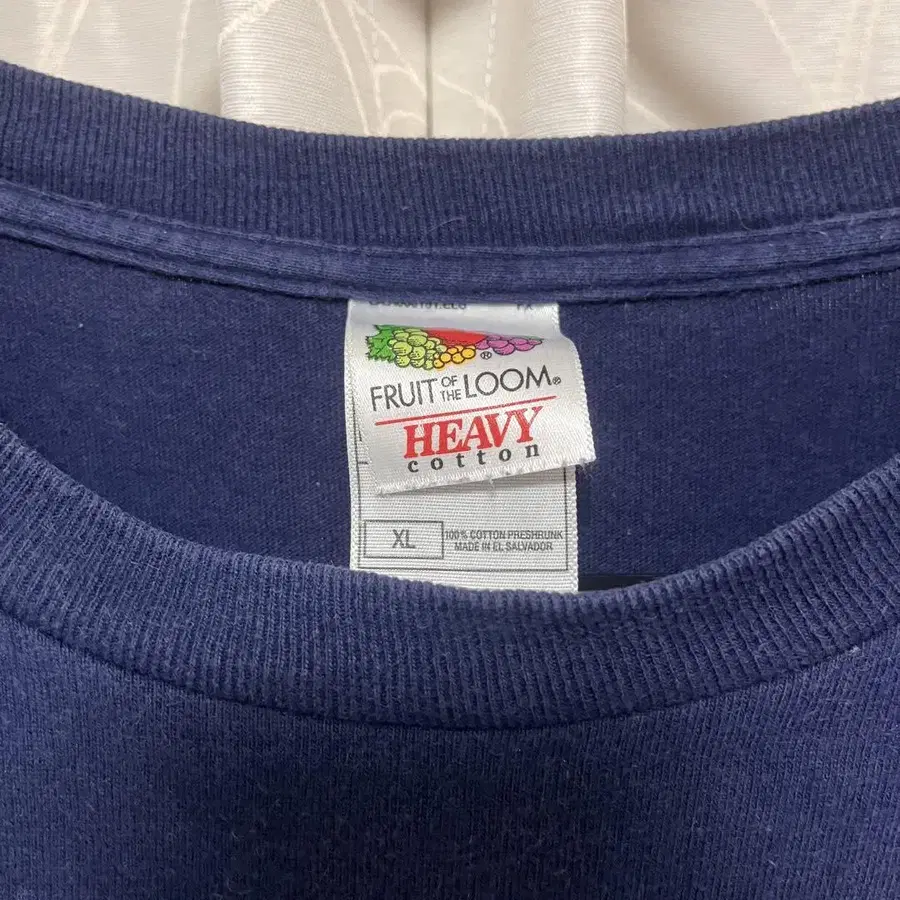 FRUIT OF THE LOOM®
HEAVY
cotton
XL
100% COTTON PRESHRUNK
MADE IN EL SALVADOR